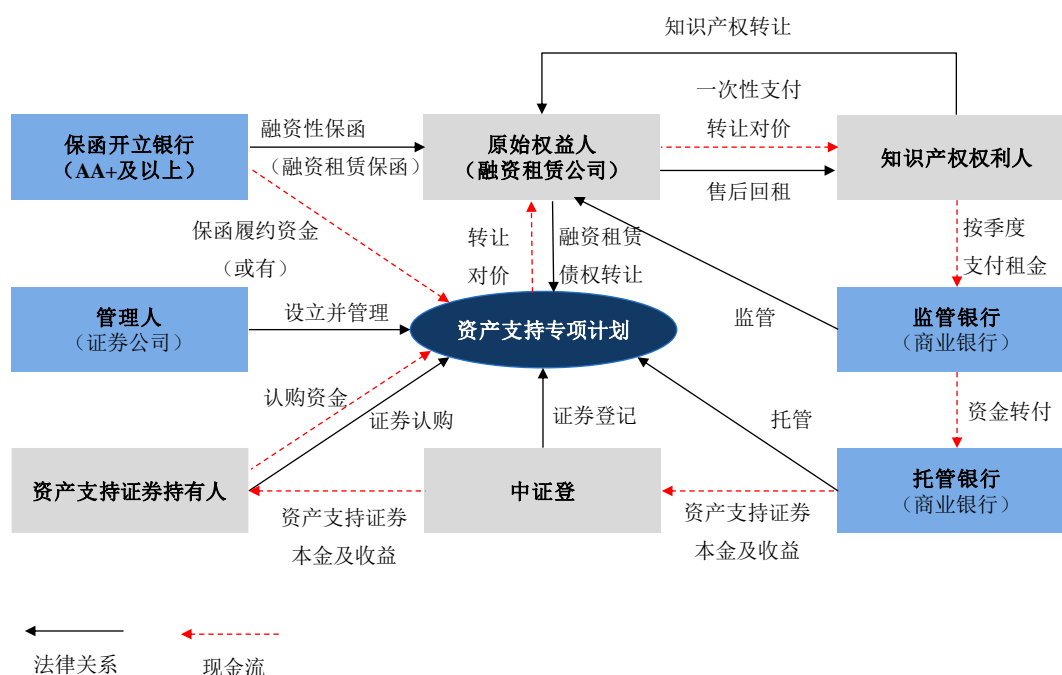 知识产权转让
一次性支付
转让对价
保函开立银行
（AA+及以上）
融资性保函
（融资租赁保函）
原始权益人
（融资租赁公司）
知识产权权利人
售后回租
保函履约资金
（或有）
转让
对价
融资租赁
债权转让
按季度
支付租金
管理人
（证券公司）
设立并管理
资产支持专项计划
监管
监管银行
（商业银行）
认购资金
证券认购
证券登记
托管
资金转付
资产支持证券持有人
中证登
托管银行
（商业银行）
资产支持证券
本金及收益
资产支持证券
本金及收益
法律关系
现金流